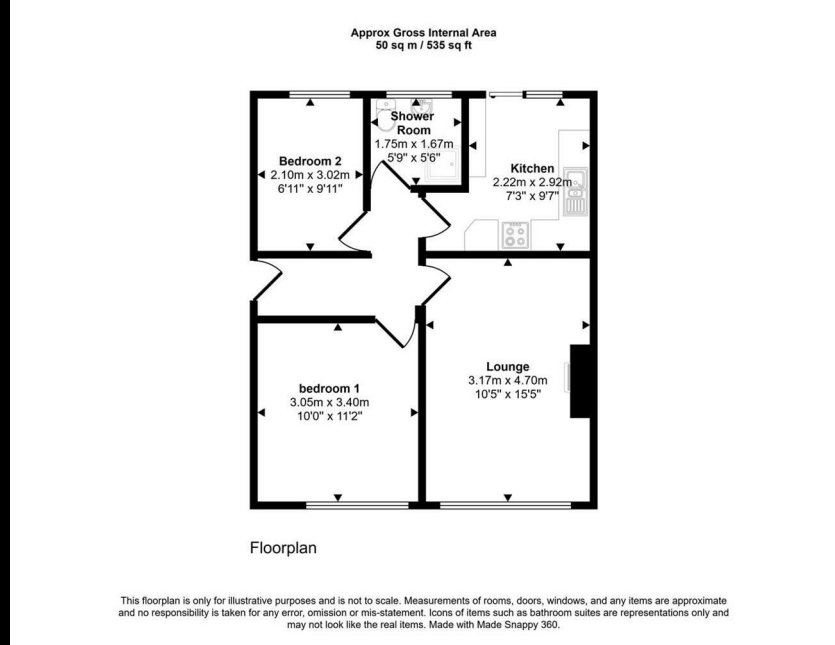 Approx Gross Internal Area
50 sq m / 535 sq ft
Shower
Room
1.75m x 1.67m
5'9" x 5'6"
Bedroom 2
2.10m x 3.02m
6'11" x 9'11"
Kitchen
2.22m x 2.92m
7'3" x 9'7"
Lounge
3.17m x 4.70m
10'5" x 15'5"
bedroom 1
3.05m x 3.40m
10'0" x 11'2"
Floorplan
This floorplan is only for illustrative purposes and is not to scale. Measurements of rooms, doors, windows, and any items are approximate
and no responsibility is taken for any error, omission or mis-statement. Icons of items such as bathroom suites are representations only and
may not look like the real items. Made with Made Snappy 360.